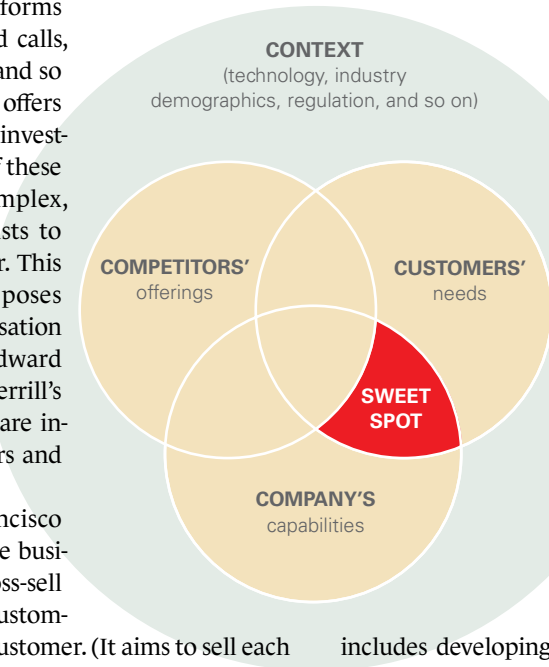 forms
d calls,
and so
offers
invest-
f these
mplex,
sts to
r. This
poses
sation
dward
errill's
are in-
rs and
ncisco
e busi-
oss-sell
ustom-
ustomer. (It aims to sell each
includes developing
CONTEXT
(technology, industry
demographics, regulation, and so on)
COMPETITORS'
offerings
CUSTOMERS'
needs
SWEET
SPOT
COMPANY'S
capabilities